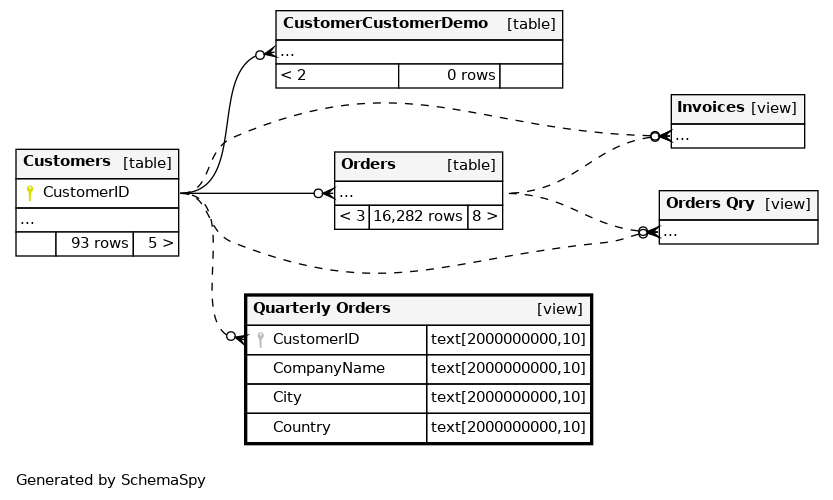 CustomerCustomerDemo [table]
...
< 2 0 rows
Invoices [view]
...
Customers [table]
CustomerID
...
93 rows 5 >
Orders [table]
...
< 3 16,282 rows 8 >
Orders Qry [view]
...
Quarterly Orders [view]
CustomerID text[2000000000,10]
CompanyName text[2000000000,10]
City text[2000000000,10]
Country text[2000000000,10]
Generated by SchemaSpy